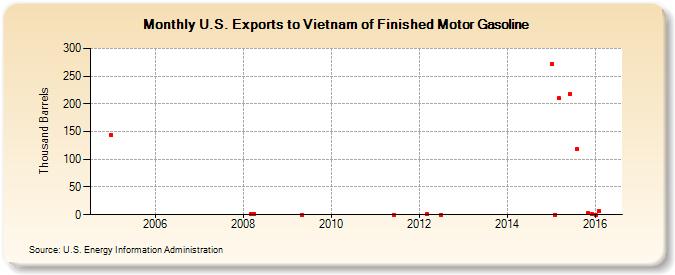 Monthly U.S. Exports to Vietnam of Finished Motor Gasoline
Thousand Barrels
300
250
200
150
100
50
0
2006 2008 2010 2012 2014 2016
Source: U.S. Energy Information Administration